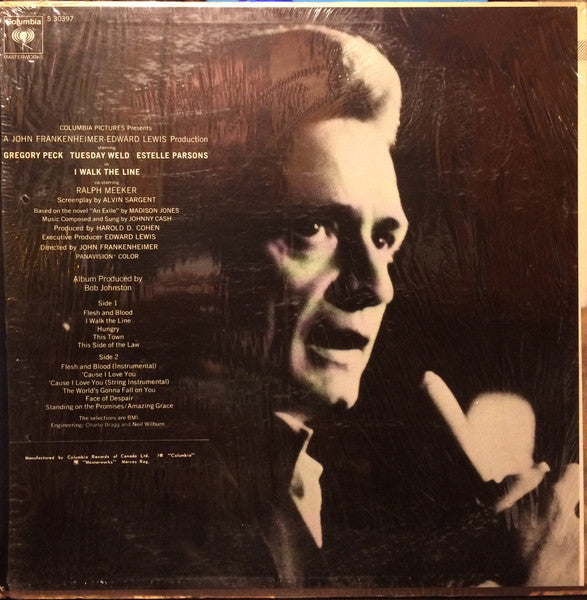 Columbia
S 30397
MASTERWORKS
COLUMBIA PICTURES Presents
A JOHN FRANKENHEIMER-EDWARD LEWIS Production
starring
GREGORY PECK TUESDAY WELD ESTELLE PARSONS
in
I WALK THE LINE
co-starring
RALPH MEEKER
Screenplay by ALVIN SARGENT
Based on the novel "An Exile" by MADISON JONES
Music Composed and Sung by JOHNNY CASH
Produced by HAROLD D. COHEN
Executive Producer EDWARD LEWIS
Directed by JOHN FRANKENHEIMER
PANAVISION® COLOR
Album Produced by
Bob Johnston
Side 1
Flesh and Blood
I Walk the Line
Hungry
This Town
This Side of the Law
Side 2
Flesh and Blood (Instrumental)
'Cause I Love You
'Cause I Love You (String Instrumental)
The World's Gonna Fall on You
Face of Despair
Standing on the Promises/Amazing Grace
The selections are BMI.
Engineering: Charlie Bragg and Neil Wilburn
Manufactured by Columbia Records of Canada Ltd. /® "Columbia"
® "Masterworks" Marcas Reg.